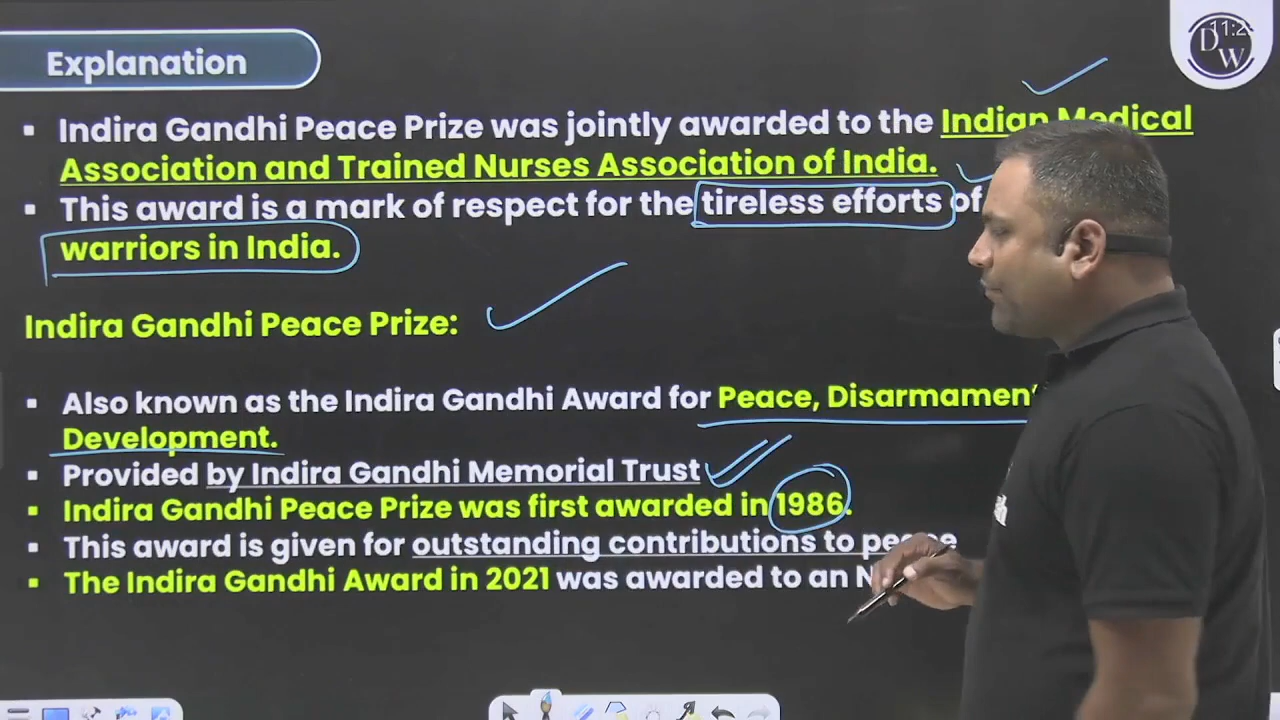 Explanation
11:2
D
W
▪ Indira Gandhi Peace Prize was jointly awarded to the Indian Medical
Association and Trained Nurses Association of India.
▪ This award is a mark of respect for the tireless efforts of
warriors in India.
Indira Gandhi Peace Prize:
▪ Also known as the Indira Gandhi Award for Peace, Disarmament
Development.
▪ Provided by Indira Gandhi Memorial Trust
▪ Indira Gandhi Peace Prize was first awarded in 1986.
▪ This award is given for outstanding contributions to peace
▪ The Indira Gandhi Award in 2021 was awarded to an N